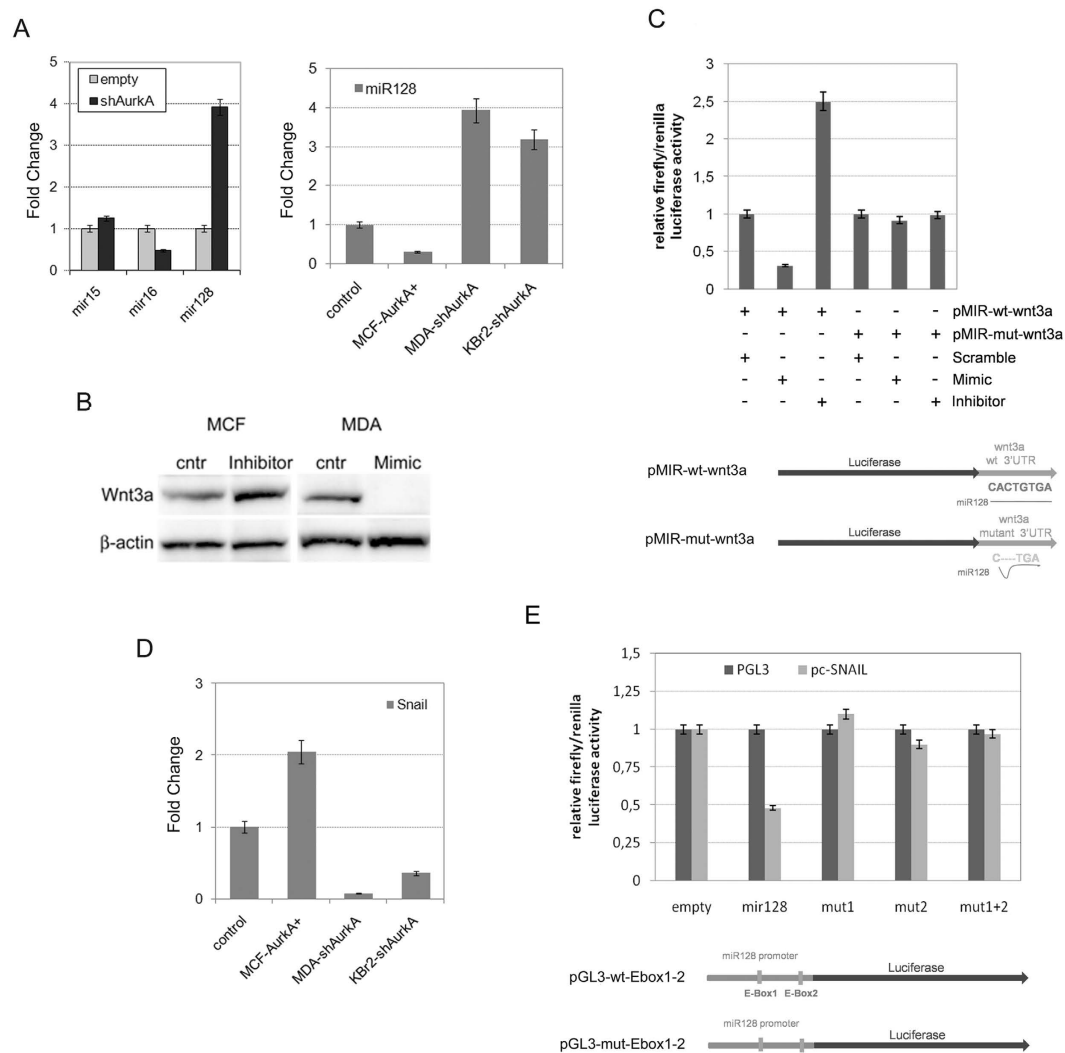 A
Fold Change
5
4
3
2
1
0
empty
shAurkA
mir15
mir16
mir128
Fold Change
5
4
3
2
1
0
miR128
control
MCF-AurkA+
MDA-shAurkA
KBr2-shAurkA
B
MCF MDA
cntr Inhibitor cntr Mimic
Wnt3a
β-actin
C
relative firefly/renilla
luciferase activity
3
2,5
2
1,5
1
0,5
0
+ + + - - - pMIR-wt-wnt3a
- - - + + + pMIR-mut-wnt3a
+ - - + - - Scramble
- + - - + - Mimic
- - + - - + Inhibitor
pMIR-wt-wnt3a
Luciferase
wnt3a
wt 3'UTR
CACTGTGA
miR128
pMIR-mut-wnt3a
Luciferase
wnt3a
mutant 3'UTR
C----TGA
miR128
D
Fold Change
3
2
1
0
Snail
control
MCF-AurkA+
MDA-shAurkA
KBr2-shAurkA
E
relative firefly/renilla
luciferase activity
1,5
1,25
1
0,75
0,5
0,35
0
PGL3
pc-SNAIL
empty
mir128
mut1
mut2
mut1+2
pGL3-wt-Ebox1-2
miR128 promoter
Luciferase
E-Box1 E-Box2
pGL3-mut-Ebox1-2
miR128 promoter
Luciferase